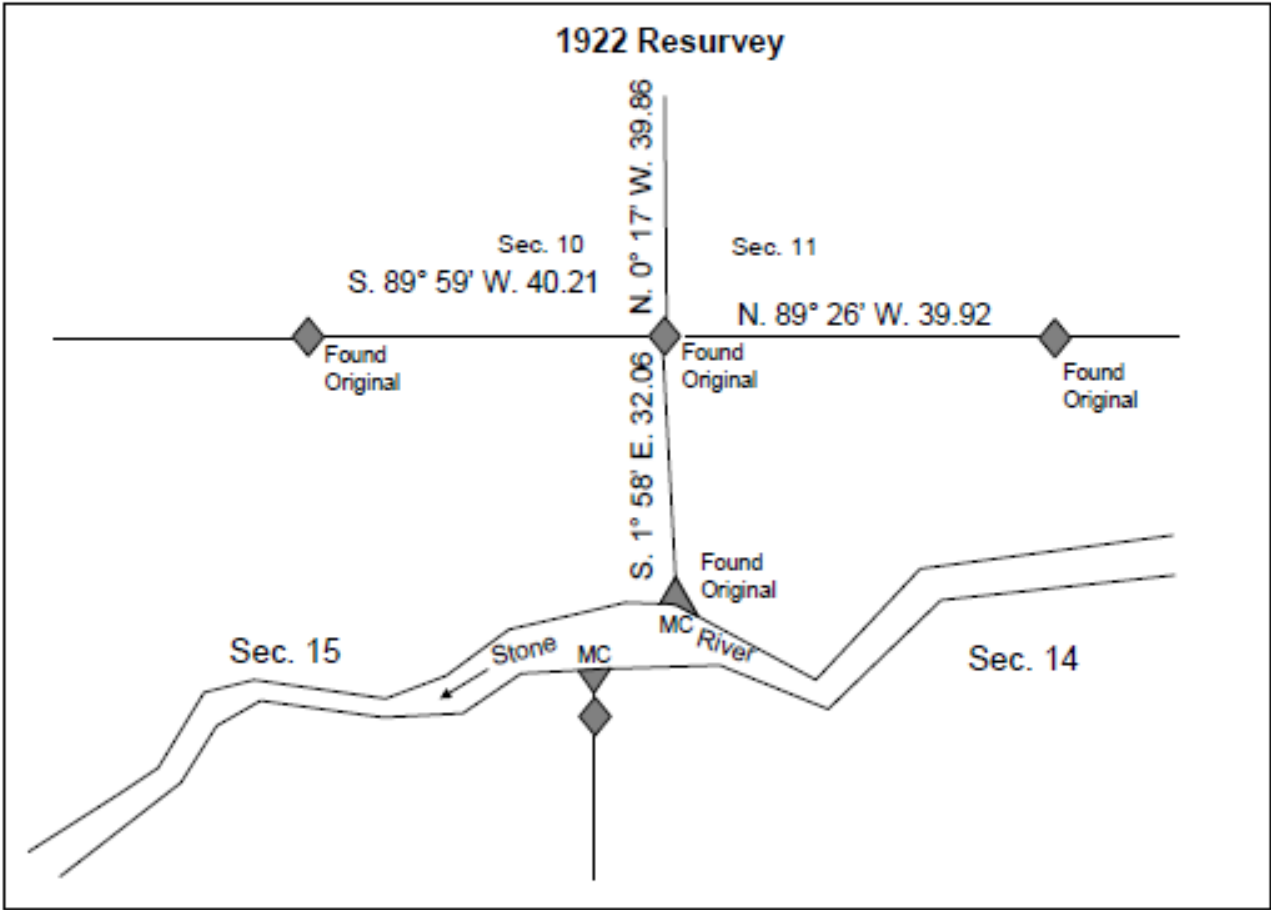 1922 Resurvey
N. 0° 17' W. 39.86
Sec. 10
Sec. 11
S. 89° 59' W. 40.21
N. 89° 26' W. 39.92
Found
Original
Found
Original
Found
Original
S. 1° 58' E. 32.06
Found
Original
MC
River
Stone
MC
Sec. 15
Sec. 14